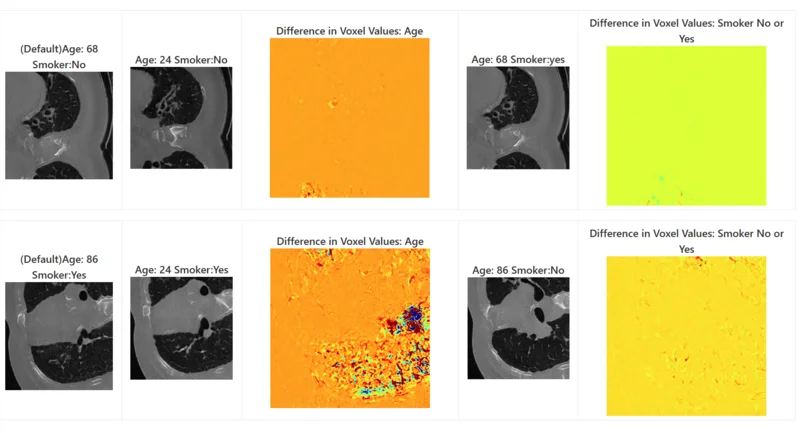 (Default)Age: 68
Smoker:No
Age: 24 Smoker:No
Difference in Voxel Values: Age
Age: 68 Smoker:yes
Difference in Voxel Values: Smoker No or
Yes
(Default)Age: 86
Smoker:Yes
Age: 24 Smoker:Yes
Difference in Voxel Values: Age
Age: 86 Smoker:No
Difference in Voxel Values: Smoker No or
Yes